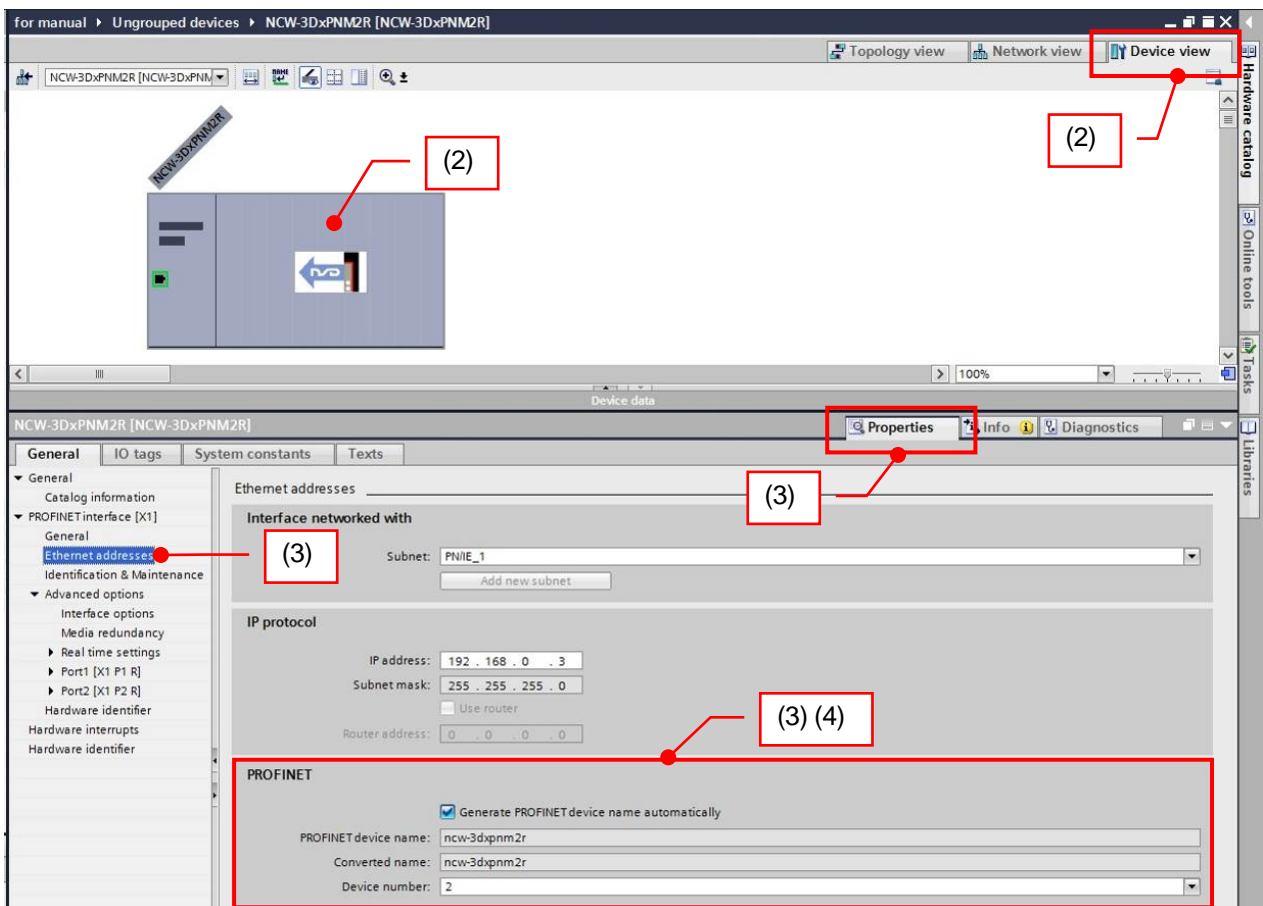 for manual ▸ Ungrouped devices ▸ NCW-3DxPNM2R [NCW-3DxPNM2R]
Topology view
Network view
Device view
NCW-3DxPNM2R [NCW-3DxPNM
(2)
(2)
NCW-3DxPNM2R
100%
Device data
Hardware catalog
Online tools
Tasks
Libraries
NCW-3DxPNM2R [NCW-3DxPNM2R]
Properties
Info
Diagnostics
General
IO tags
System constants
Texts
(3)
General
Catalog information
PROFINET interface [X1]
General
Ethernet addresses
Identification & Maintenance
Advanced options
Interface options
Media redundancy
Real time settings
Port1 [X1 P1 R]
Port2 [X1 P2 R]
Hardware identifier
Hardware interrupts
Hardware identifier
(3)
Ethernet addresses
Interface networked with
Subnet: PN/IE_1
Add new subnet
IP protocol
IP address: 192 . 168 . 0 . 3
Subnet mask: 255 . 255 . 255 . 0
Use router
Router address: 0 . 0 . 0 . 0
(3) (4)
PROFINET
Generate PROFINET device name automatically
PROFINET device name: ncw-3dxpnm2r
Converted name: ncw-3dxpnm2r
Device number: 2